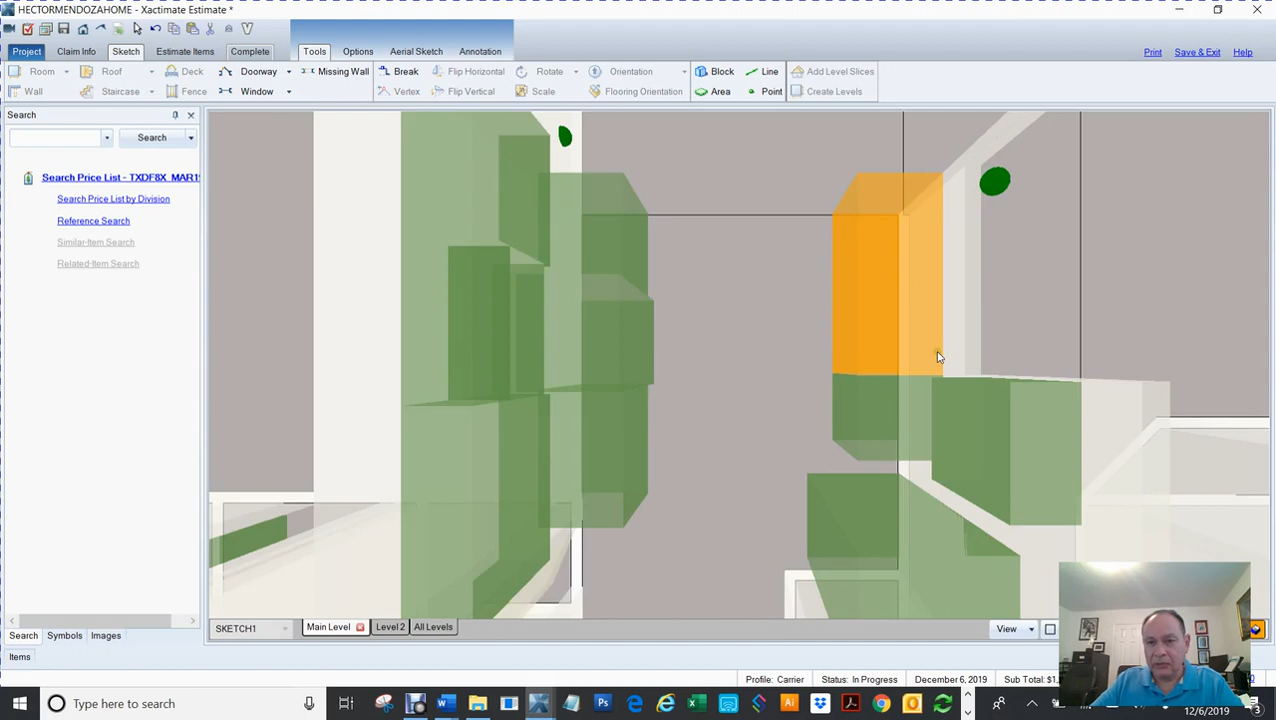 HECTORMENDOZAHOME - Xactimate Estimate *
Project Claim Info Sketch Estimate Items Complete Tools Options Aerial Sketch Annotation Print Save & Exit Help
Room Roof Deck Doorway Missing Wall Break Flip Horizontal Rotate Orientation Block Line Add Level Slices
Wall Staircase Fence Window Vertex Flip Vertical Scale Flooring Orientation Area Point Create Levels
Search
Search
Search Price List - TXDF8X_MAR1
Search Price List by Division
Reference Search
Similar-Item Search
Related-Item Search
SKETCH1 Main Level Level 2 All Levels View
Search Symbols Images
Items
Profile: Carrier Status: In Progress December 6, 2019 Sub Total: $1,
Type here to search
12/6/2019